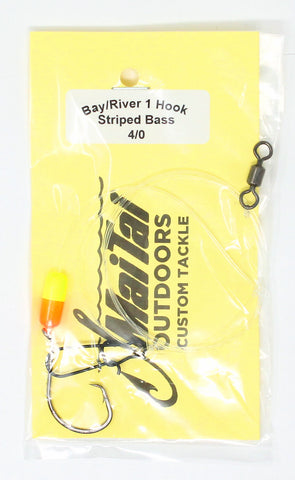 Bay/River 1 Hook
Striped Bass
4/0
MaiTai
OUTDOORS
CUSTOM TACKLE